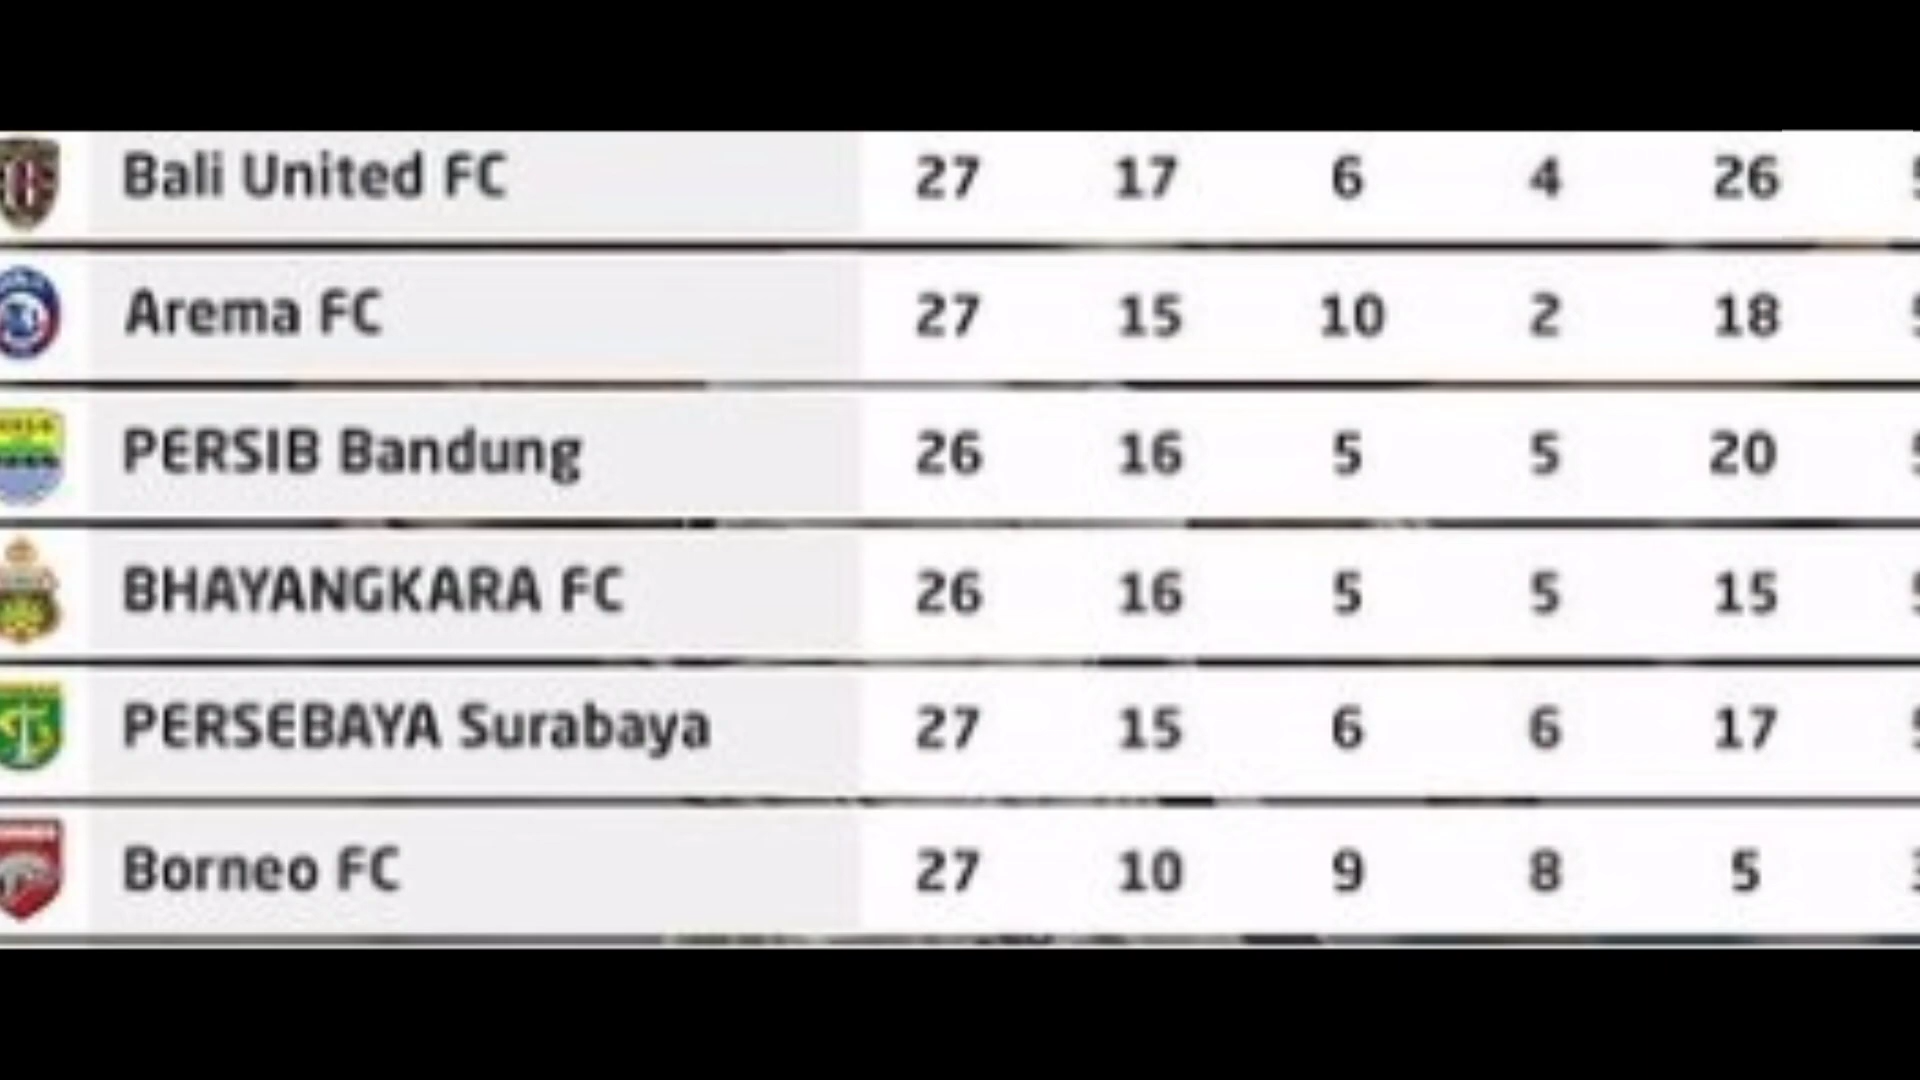 Bali United FC 27 17 6 4 26
Arema FC 27 15 10 2 18
PERSIB Bandung 26 16 5 5 20
BHAYANGKARA FC 26 16 5 5 15
PERSEBAYA Surabaya 27 15 6 6 17
Borneo FC 27 10 9 8 5